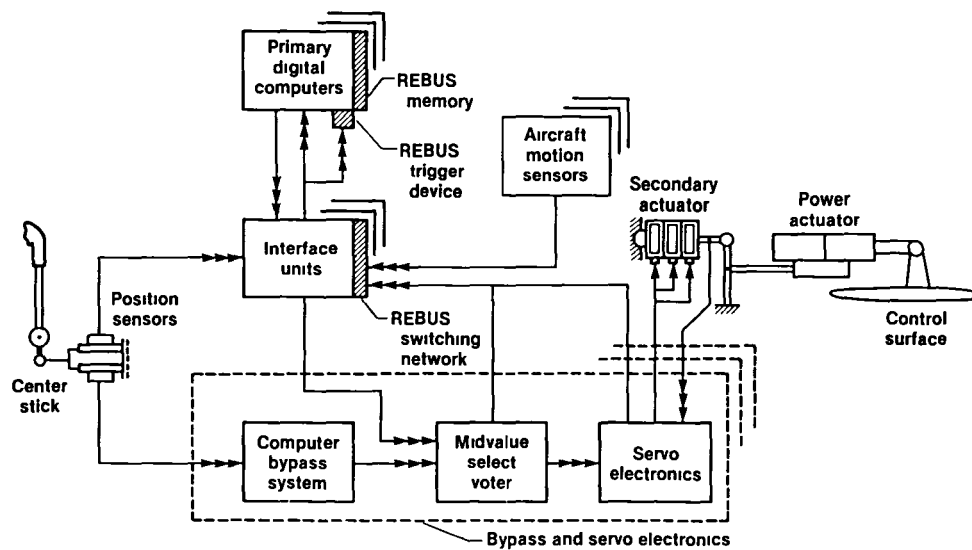 Primary
digital
computers
REBUS
memory
REBUS
trigger
device
Aircraft
motion
sensors
Secondary
actuator
Power
actuator
Interface
units
Position
sensors
REBUS
switching
network
Control
surface
Center
stick
Computer
bypass
system
Midvalue
select
voter
Servo
electronics
Bypass and servo electronics